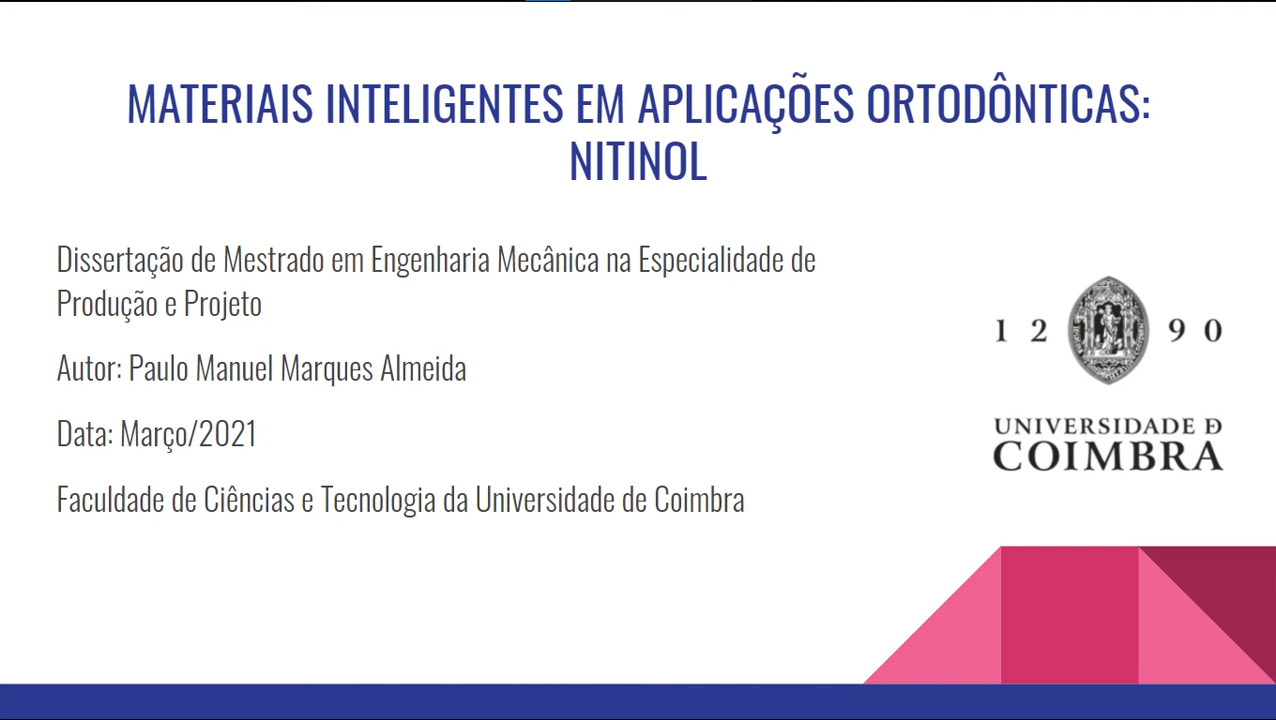 MATERIAIS INTELIGENTES EM APLICAÇÕES ORTODÔNTICAS:
NITINOL
Dissertação de Mestrado em Engenharia Mecânica na Especialidade de
Produção e Projeto
Autor: Paulo Manuel Marques Almeida
Data: Março/2021
Faculdade de Ciências e Tecnologia da Universidade de Coimbra
1 2 9 0
UNIVERSIDADE Ð
COIMBRA